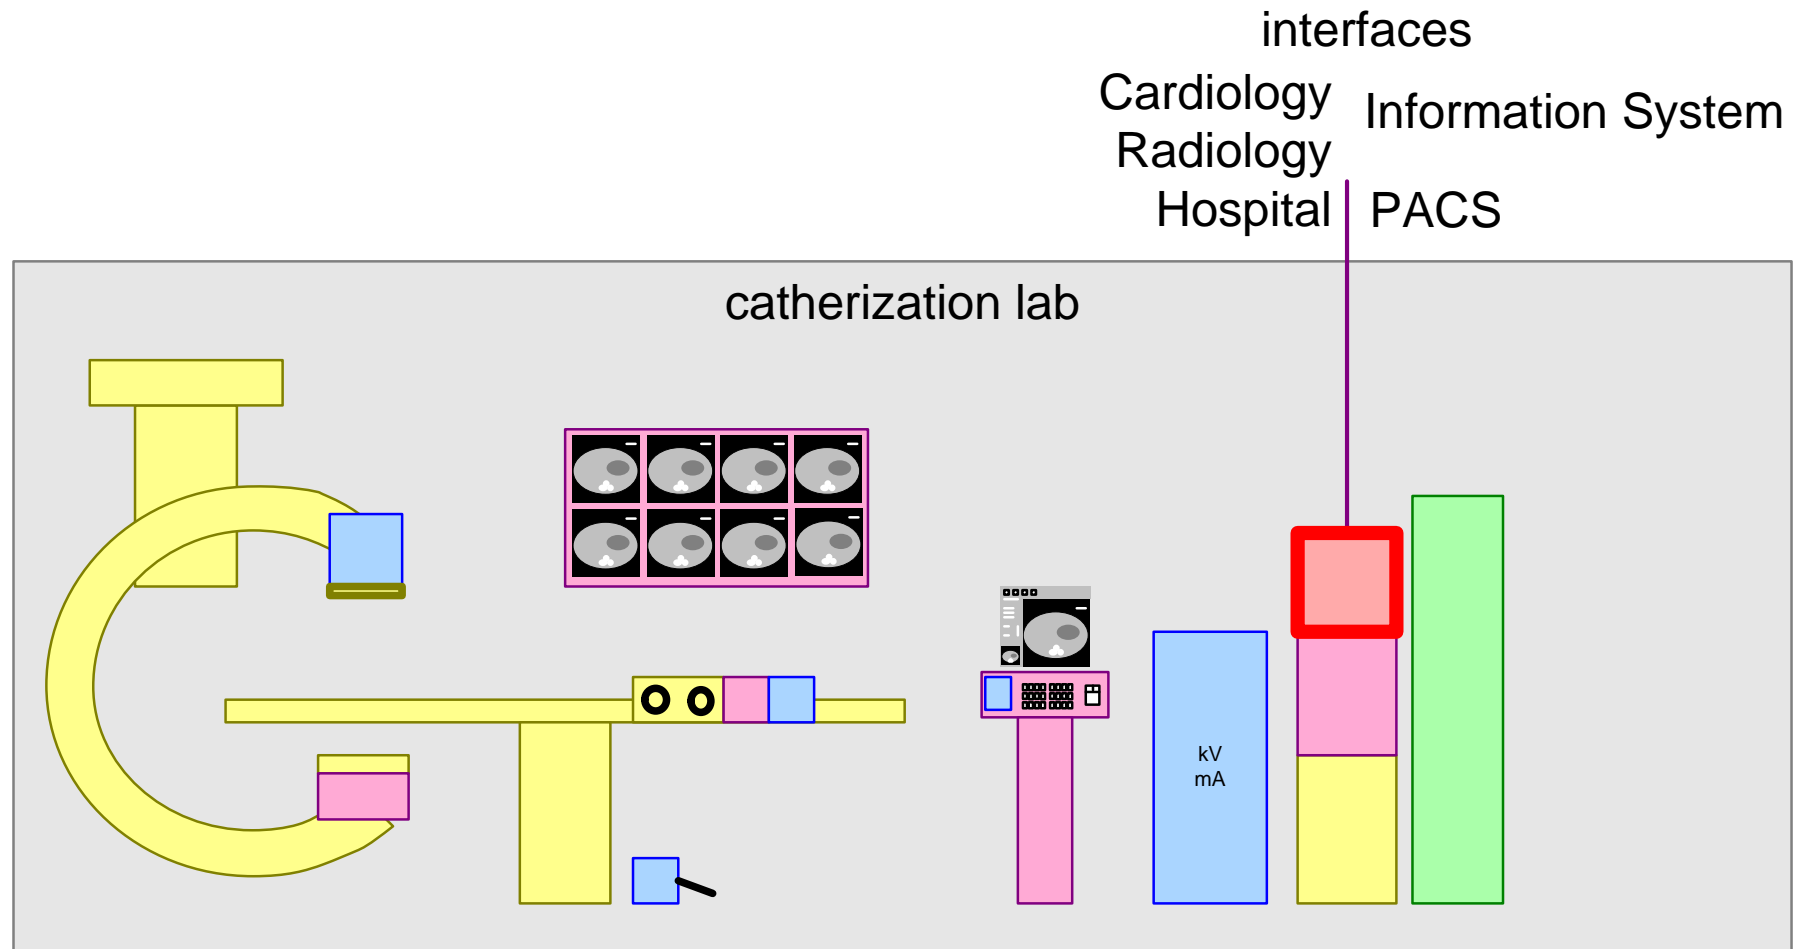 interfaces
Cardiology
Radiology
Hospital
Information System
PACS
catherization lab
kV
mA